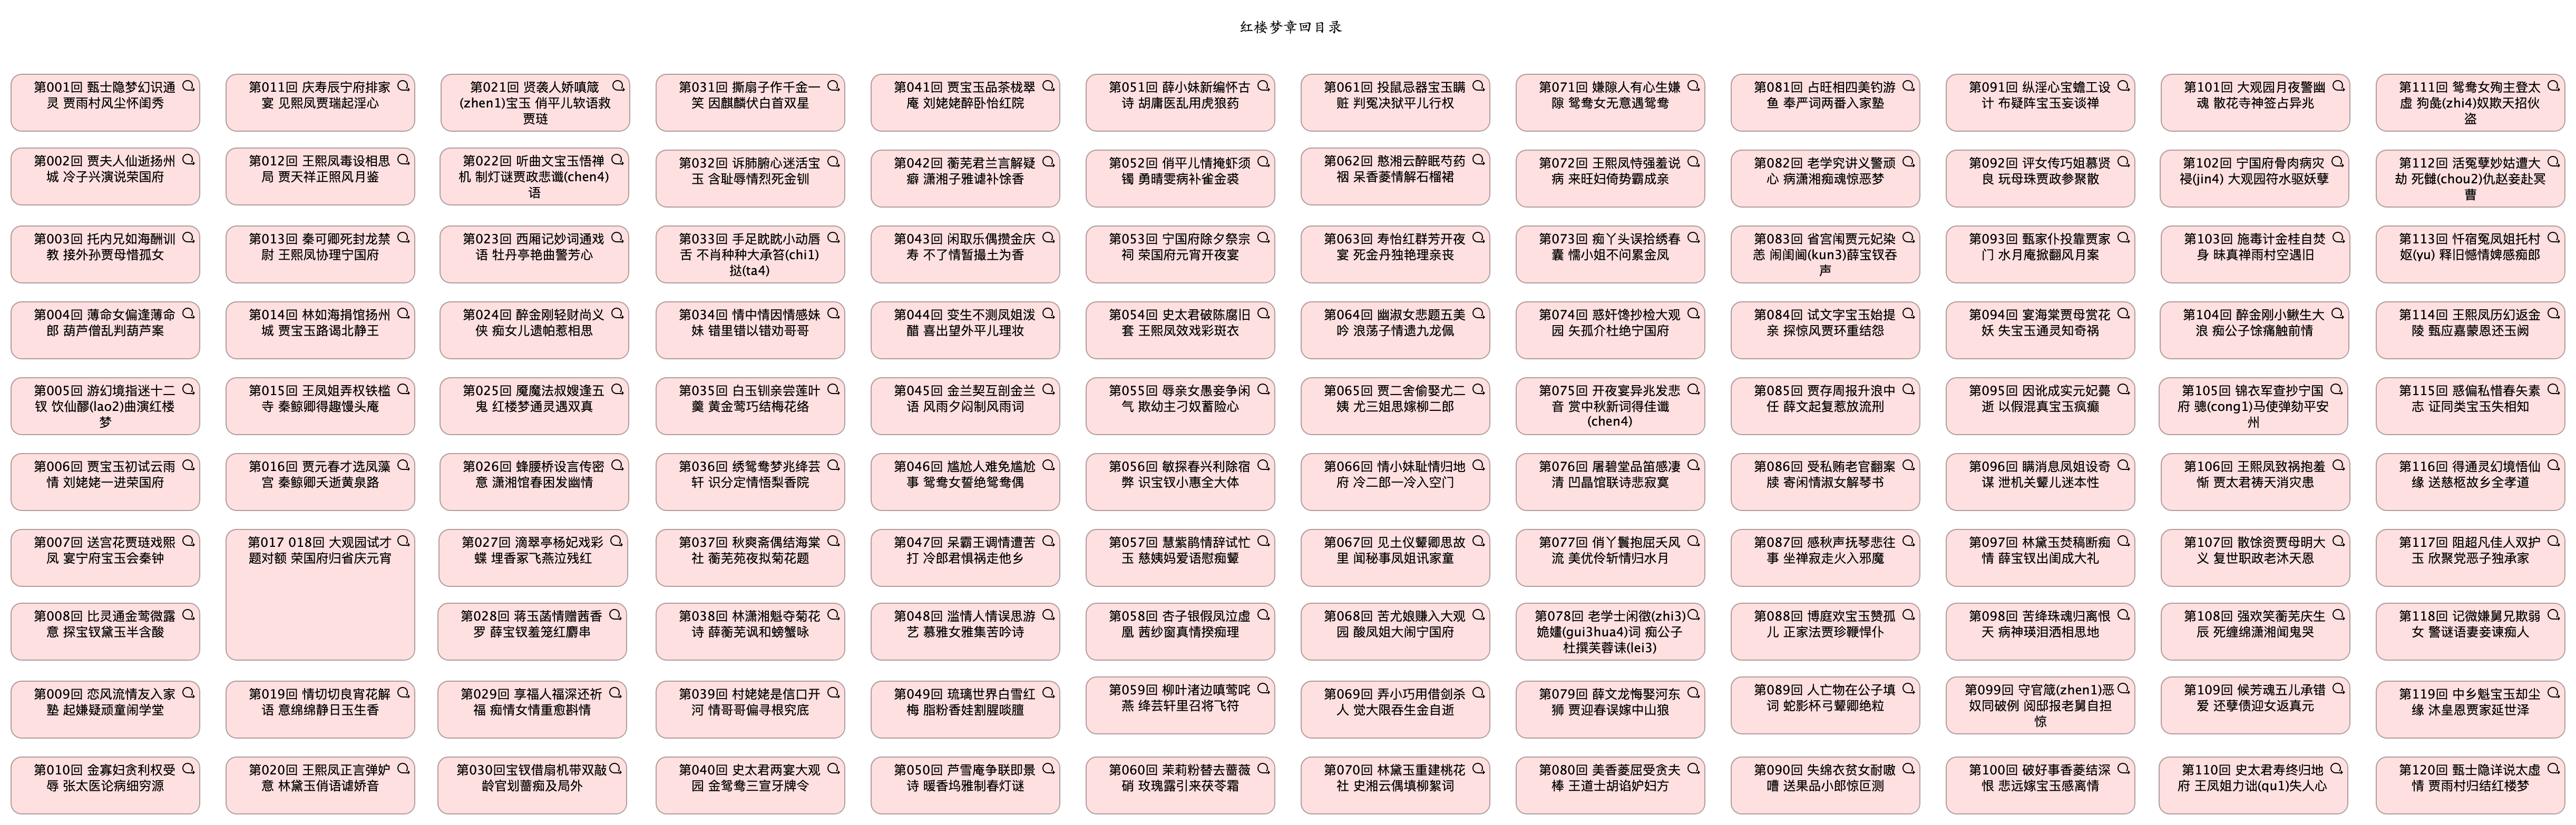 红楼梦章回目录
第001回 甄士隐梦幻识通
灵 贾雨村风尘怀闺秀
第002回 贾夫人仙逝扬州
城 冷子兴演说荣国府
第003回 托内兄如海酬训
教 接外孙贾母惜孤女
第004回 薄命女偏逢薄命
郎 葫芦僧乱判葫芦案
第005回 游幻境指迷十二
钗 饮仙醪(lao2)曲演红楼
梦
第006回 贾宝玉初试云雨
情 刘姥姥一进荣国府
第007回 送宫花贾琏戏熙
凤 宴宁府宝玉会秦钟
第008回 比灵通金莺微露
意 探宝钗黛玉半含酸
第009回 恋风流情友入家
塾 起嫌疑顽童闹学堂
第010回 金寡妇贪利权受
辱 张太医论病细穷源
第011回 庆寿辰宁府排家
宴 见熙凤贾瑞起淫心
第012回 王熙凤毒设相思
局 贾天祥正照风月鉴
第013回 秦可卿死封龙禁
尉 王熙凤协理宁国府
第014回 林如海捐馆扬州
城 贾宝玉路谒北静王
第015回 王凤姐弄权铁槛
寺 秦鲸卿得趣馒头庵
第016回 贾元春才选凤藻
宫 秦鲸卿夭逝黄泉路
第017 018回 大观园试才
题对额 荣国府归省庆元宵
第019回 情切切良宵花解
语 意绵绵静日玉生香
第020回 王熙凤正言弹妒
意 林黛玉俏语谑娇音
第021回 贤袭人娇嗔箴
(zhen1)宝玉 俏平儿软语救
贾琏
第022回 听曲文宝玉悟禅
机 制灯谜贾政悲谶(chen4)
语
第023回 西厢记妙词通戏
语 牡丹亭艳曲警芳心
第024回 醉金刚轻财尚义
侠 痴女儿遗帕惹相思
第025回 魇魔法叔嫂逢五
鬼 红楼梦通灵遇双真
第026回 蜂腰桥设言传密
意 潇湘馆春困发幽情
第027回 滴翠亭杨妃戏彩
蝶 埋香冢飞燕泣残红
第028回 蒋玉菡情赠茜香
罗 薛宝钗羞笼红麝串
第029回 享福人福深还祈
福 痴情女情重愈斟情
第030回宝钗借扇机带双敲
龄官划蔷痴及局外
第031回 撕扇子作千金一
笑 因麒麟伏白首双星
第032回 诉肺腑心迷活宝
玉 含耻辱情烈死金钏
第033回 手足眈眈小动唇
舌 不肖种种大承笞(chi1)
挞(ta4)
第034回 情中情因情感妹
妹 错里错以错劝哥哥
第035回 白玉钏亲尝莲叶
羹 黄金莺巧结梅花络
第036回 绣鸳鸯梦兆绛芸
轩 识分定情悟梨香院
第037回 秋爽斋偶结海棠
社 蘅芜苑夜拟菊花题
第038回 林潇湘魁夺菊花
诗 薛蘅芜讽和螃蟹咏
第039回 村姥姥是信口开
河 情哥哥偏寻根究底
第040回 史太君两宴大观
园 金鸳鸯三宣牙牌令
第041回 贾宝玉品茶栊翠
庵 刘姥姥醉卧怡红院
第042回 蘅芜君兰言解疑
癖 潇湘子雅谑补馀香
第043回 闲取乐偶攒金庆
寿 不了情暂撮土为香
第044回 变生不测凤姐泼
醋 喜出望外平儿理妆
第045回 金兰契互剖金兰
语 风雨夕闷制风雨词
第046回 尴尬人难免尴尬
事 鸳鸯女誓绝鸳鸯偶
第047回 呆霸王调情遭苦
打 冷郎君惧祸走他乡
第048回 滥情人情误思游
艺 慕雅女雅集苦吟诗
第049回 琉璃世界白雪红
梅 脂粉香娃割腥啖膻
第050回 芦雪庵争联即景
诗 暖香坞雅制春灯谜
第051回 薛小妹新编怀古
诗 胡庸医乱用虎狼药
第052回 俏平儿情掩虾须
镯 勇晴雯病补雀金裘
第053回 宁国府除夕祭宗
祠 荣国府元宵开夜宴
第054回 史太君破陈腐旧
套 王熙凤效戏彩斑衣
第055回 辱亲女愚妾争闲
气 欺幼主刁奴蓄险心
第056回 敏探春兴利除宿
弊 识宝钗小惠全大体
第057回 慧紫鹃情辞试忙
玉 慈姨妈爱语慰痴颦
第058回 杏子银假凤泣虚
凰 茜纱窗真情揆痴理
第059回 柳叶渚边嗔莺咤
燕 绛芸轩里召将飞符
第060回 茉莉粉替去蔷薇
硝 玫瑰露引来茯苓霜
第061回 投鼠忌器宝玉瞒
赃 判冤决狱平儿行权
第062回 憨湘云醉眠芍药
裀 呆香菱情解石榴裙
第063回 寿怡红群芳开夜
宴 死金丹独艳理亲丧
第064回 幽淑女悲题五美
吟 浪荡子情遗九龙佩
第065回 贾二舍偷娶尤二
姨 尤三姐思嫁柳二郎
第066回 情小妹耻情归地
府 冷二郎一冷入空门
第067回 见土仪颦卿思故
里 闻秘事凤姐讯家童
第068回 苦尤娘赚入大观
园 酸凤姐大闹宁国府
第069回 弄小巧用借剑杀
人 觉大限吞生金自逝
第070回 林黛玉重建桃花
社 史湘云偶填柳絮词
第071回 嫌隙人有心生嫌
隙 鸳鸯女无意遇鸳鸯
第072回 王熙凤恃强羞说
病 来旺妇倚势霸成亲
第073回 痴丫头误拾绣春
囊 懦小姐不问累金凤
第074回 惑奸馋抄检大观
园 矢孤介杜绝宁国府
第075回 开夜宴异兆发悲
音 赏中秋新词得佳谶
(chen4)
第076回 屠碧堂品笛感凄
清 凹晶馆联诗悲寂寞
第077回 俏丫鬟抱屈夭风
流 美优伶斩情归水月
第078回 老学士闲徵(zhi3)
姽婳(gui3hua4)词 痴公子
杜撰芙蓉诔(lei3)
第079回 薛文龙悔娶河东
狮 贾迎春误嫁中山狼
第080回 美香菱屈受贪夫
棒 王道士胡诌妒妇方
第081回 占旺相四美钓游
鱼 奉严词两番入家塾
第082回 老学究讲义警顽
心 病潇湘痴魂惊恶梦
第083回 省宫闱贾元妃染
恙 闹闺阃(kun3)薛宝钗吞
声
第084回 试文字宝玉始提
亲 探惊风贾环重结怨
第085回 贾存周报升浪中
任 薛文起复惹放流刑
第086回 受私贿老官翻案
牍 寄闲情淑女解琴书
第087回 感秋声抚琴悲往
事 坐禅寂走火入邪魔
第088回 博庭欢宝玉赞孤
儿 正家法贾珍鞭悍仆
第089回 人亡物在公子填
词 蛇影杯弓颦卿绝粒
第090回 失绵衣贫女耐嗷
嘈 送果品小郎惊叵测
第091回 纵淫心宝蟾工设
计 布疑阵宝玉妄谈禅
第092回 评女传巧姐慕贤
良 玩母珠贾政参聚散
第093回 甄家仆投靠贾家
门 水月庵掀翻风月案
第094回 宴海棠贾母赏花
妖 失宝玉通灵知奇祸
第095回 因讹成实元妃薨
逝 以假混真宝玉疯癫
第096回 瞒消息凤姐设奇
谋 泄机关颦儿迷本性
第097回 林黛玉焚稿断痴
情 薛宝钗出闺成大礼
第098回 苦绛珠魂归离恨
天 病神瑛泪洒相思地
第099回 守官箴(zhen1)恶
奴同破例 阅邸报老舅自担
惊
第100回 破好事香菱结深
恨 悲远嫁宝玉感离情
第101回 大观园月夜警幽
魂 散花寺神签占异兆
第102回 宁国府骨肉病灾
祲(jin4) 大观园符水驱妖孽
第103回 施毒计金桂自焚
身 昧真禅雨村空遇旧
第104回 醉金刚小鳅生大
浪 痴公子馀痛触前情
第105回 锦衣军查抄宁国
府 骢(cong1)马使弹劾平安
州
第106回 王熙凤致祸抱羞
惭 贾太君祷天消灾患
第107回 散馀资贾母明大
义 复世职政老沐天恩
第108回 强欢笑蘅芜庆生
辰 死缠绵潇湘闻鬼哭
第109回 候芳魂五儿承错
爱 还孽债迎女返真元
第110回 史太君寿终归地
府 王凤姐力诎(qu1)失人心
第111回 鸳鸯女殉主登太
虚 狗彘(zhi4)奴欺天招伙
盗
第112回 活冤孽妙姑遭大
劫 死雠(chou2)仇赵妾赴冥
曹
第113回 忏宿冤凤姐托村
妪(yu) 释旧憾情婢感痴郎
第114回 王熙凤历幻返金
陵 甄应嘉蒙恩还玉阙
第115回 惑偏私惜春矢素
志 证同类宝玉失相知
第116回 得通灵幻境悟仙
缘 送慈柩故乡全孝道
第117回 阻超凡佳人双护
玉 欣聚党恶子独承家
第118回 记微嫌舅兄欺弱
女 警谜语妻妾谏痴人
第119回 中乡魁宝玉却尘
缘 沐皇恩贾家延世泽
第120回 甄士隐详说太虚
情 贾雨村归结红楼梦